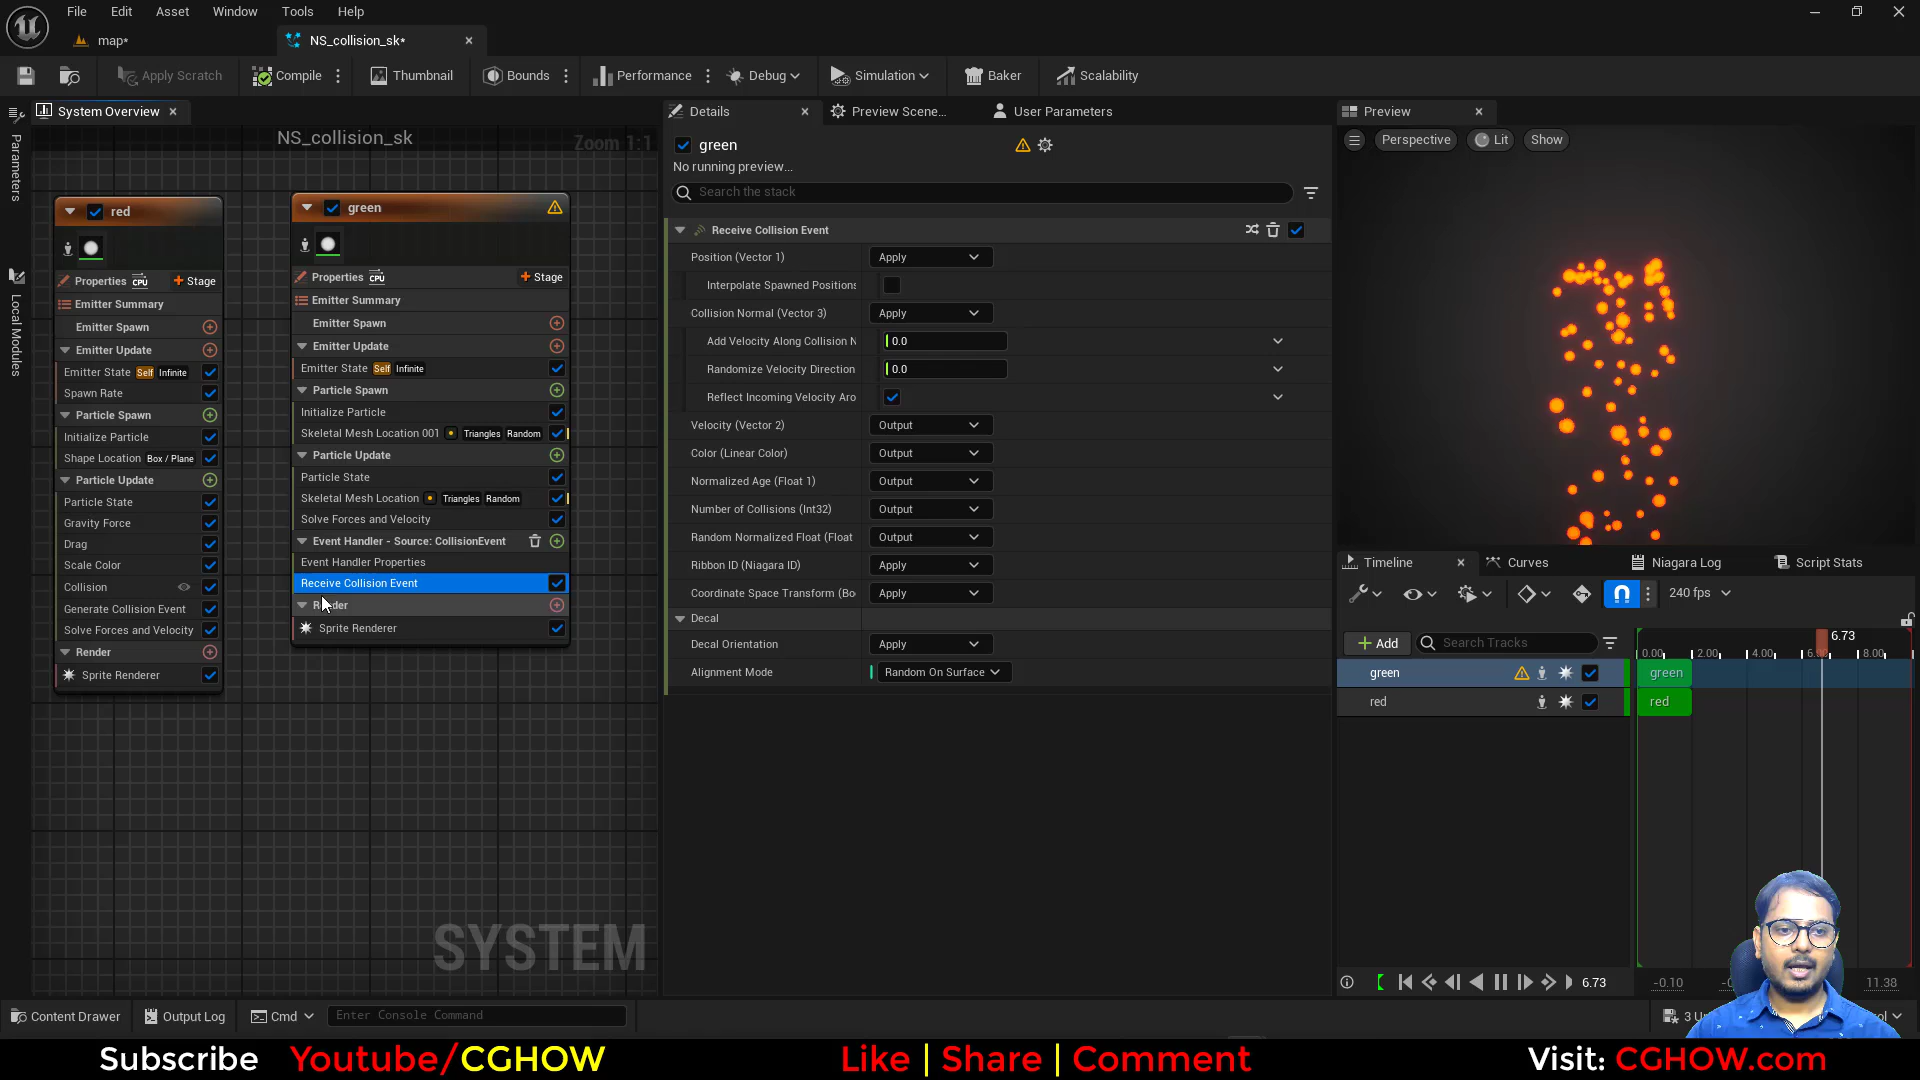 File Edit Asset Window Tools Help
map*
NS_collision_sk*
Apply Scratch
Compile
Thumbnail
Bounds
Performance
Debug
Simulation
Baker
Scalability
Parameters
Local Modules
System Overview
NS_collision_sk
Zoom 1:1
red
Properties CPU
Stage
Emitter Summary
Emitter Spawn
Emitter Update
Emitter State Self Infinite
Spawn Rate
Particle Spawn
Initialize Particle
Shape Location Box / Plane
Particle Update
Particle State
Gravity Force
Drag
Scale Color
Collision
Generate Collision Event
Solve Forces and Velocity
Render
Sprite Renderer
green
Properties CPU
Stage
Emitter Summary
Emitter Spawn
Emitter Update
Emitter State Self Infinite
Particle Spawn
Initialize Particle
Skeletal Mesh Location 001 Triangles Random
Particle Update
Particle State
Skeletal Mesh Location Triangles Random
Solve Forces and Velocity
Event Handler - Source: CollisionEvent
Event Handler Properties
Receive Collision Event
Render
Sprite Renderer
SYSTEM
Details
Preview Scene...
User Parameters
green
No running preview...
Search the stack
Receive Collision Event
Position (Vector 1) Apply
Interpolate Spawned Positions
Collision Normal (Vector 3) Apply
Add Velocity Along Collision N 0.0
Randomize Velocity Direction 0.0
Reflect Incoming Velocity Aro
Velocity (Vector 2) Output
Color (Linear Color) Output
Normalized Age (Float 1) Output
Number of Collisions (Int32) Output
Random Normalized Float (Float Output
Ribbon ID (Niagara ID) Apply
Coordinate Space Transform (Bo Apply
Decal
Decal Orientation Apply
Alignment Mode Random On Surface
Preview
Perspective Lit Show
Timeline
Curves
Niagara Log
Script Stats
240 fps
6.73
Add
Search Tracks
0.00 2.00 4.00 8.00
green green
red red
6.73
-0.10
11.38
Content Drawer
Output Log
Cmd
Enter Console Command
Subscribe Youtube/CGHOW
Like | Share | Comment
Visit: CGHOW.com